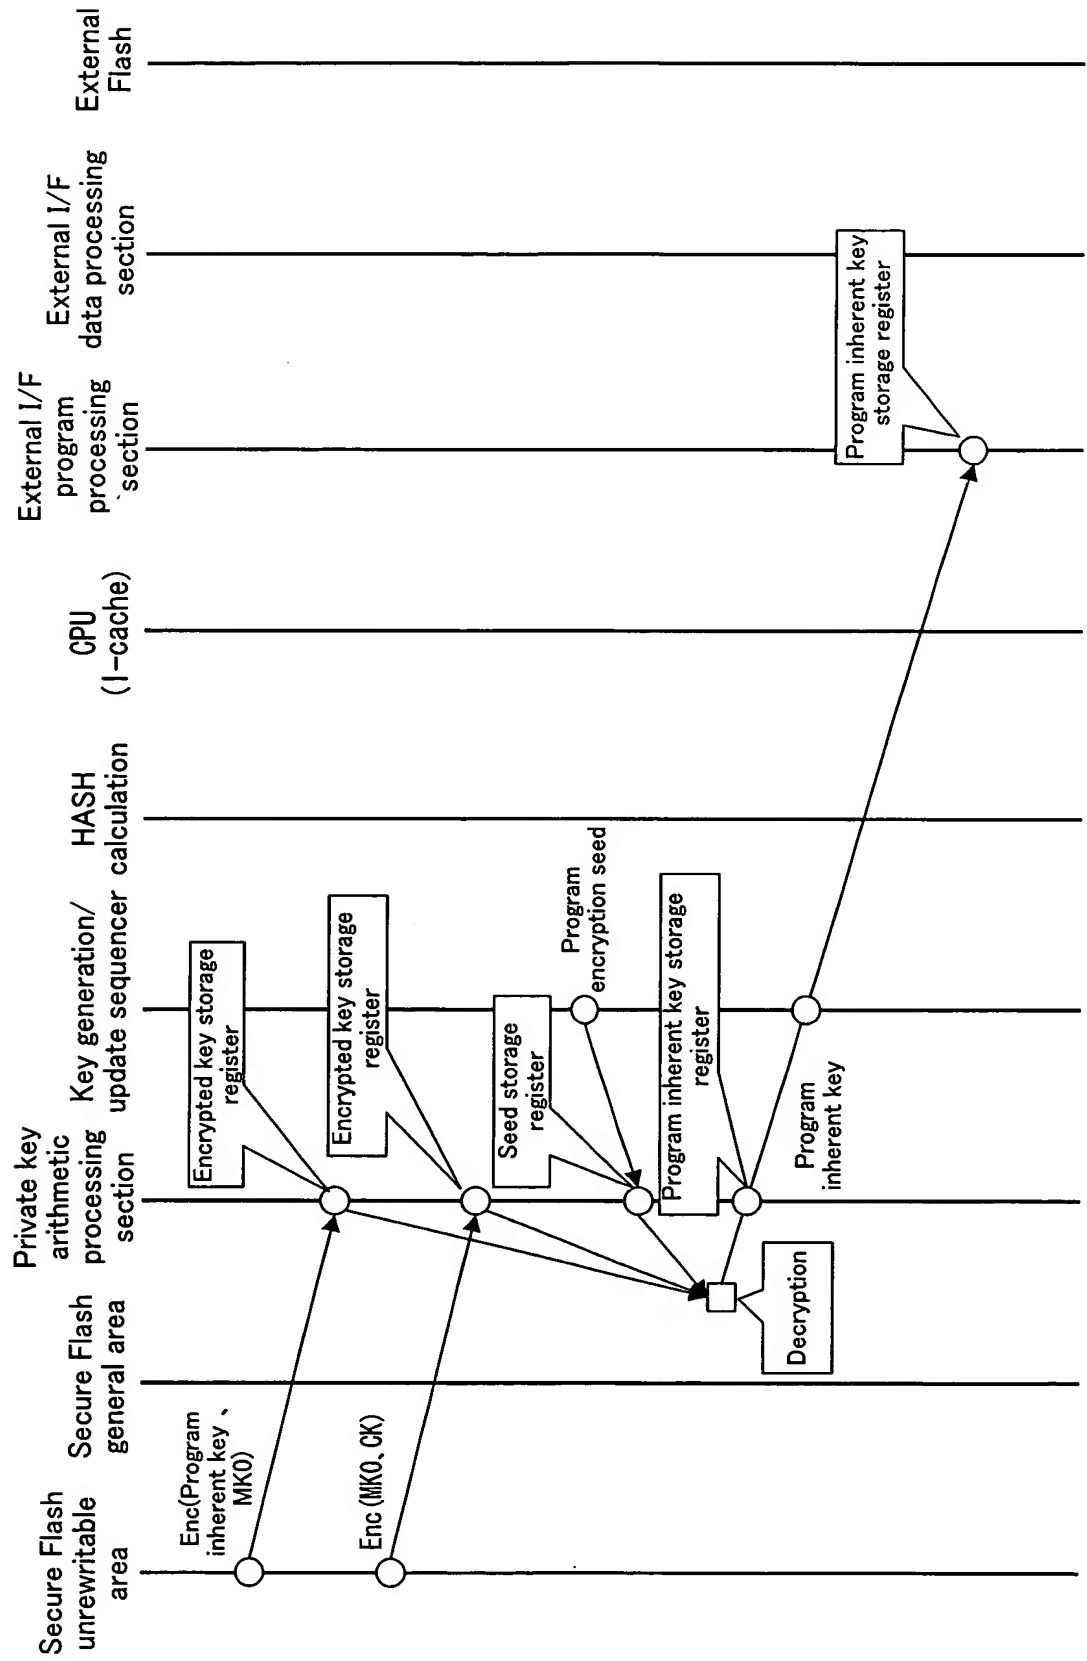 Secure Flash
unrewritable
area
Secure Flash
general area
Private key
arithmetic
processing
section
Key generation/
update sequencer
HASH
calculation
CPU
(I-cache)
External I/F
program
processing
section
External I/F
data processing
section
External
Flash
Enc(Program
inherent key、
MK0)
Encrypted key storage
register
Enc(MK0、CK)
Encrypted key storage
register
Program
encryption seed
Seed storage
register
Program inherent key storage
register
Decryption
Program
inherent key
Program inherent key
storage register